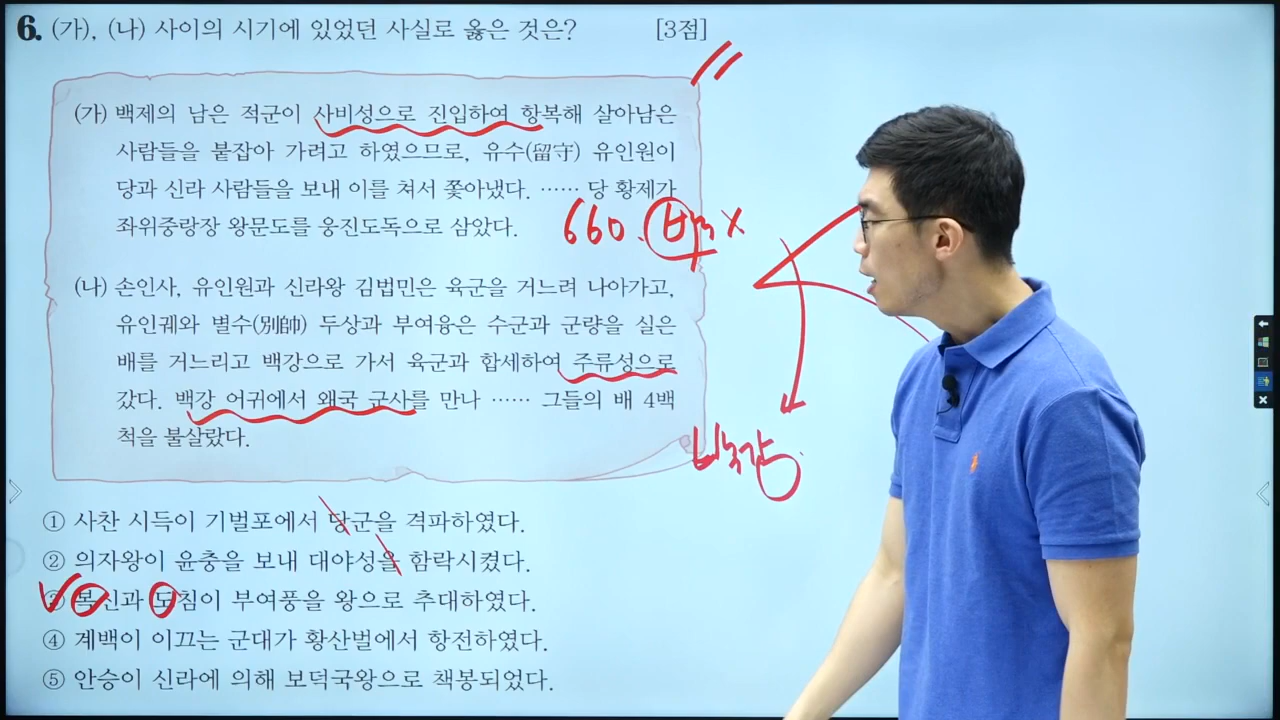 6. (가), (나) 사이의 시기에 있었던 사실로 옳은 것은? [3점]
(가) 백제의 남은 적군이 사비성으로 진입하여 항복해 살아남은
사람들을 붙잡아 가려고 하였으므로, 유수(留守) 유인원이
당과 신라 사람들을 보내 이를 쳐서 쫓아냈다. …… 당 황제가
좌위중랑장 왕문도를 웅진도독으로 삼았다.
660.
(나) 손인사, 유인원과 신라왕 김법민은 육군을 거느려 나아가고,
유인궤와 별수(別帥) 두상과 부여융은 수군과 군량을 실은
배를 거느리고 백강으로 가서 육군과 합세하여 주류성으로
갔다. 백강 어귀에서 왜국 군사를 만나 …… 그들의 배 4백
척을 불살랐다.
① 사찬 시득이 기벌포에서 당군을 격파하였다.
② 의자왕이 윤충을 보내 대야성을 함락시켰다.
③ 복신과 도침이 부여풍을 왕으로 추대하였다.
④ 계백이 이끄는 군대가 황산벌에서 항전하였다.
⑤ 안승이 신라에 의해 보덕국왕으로 책봉되었다.